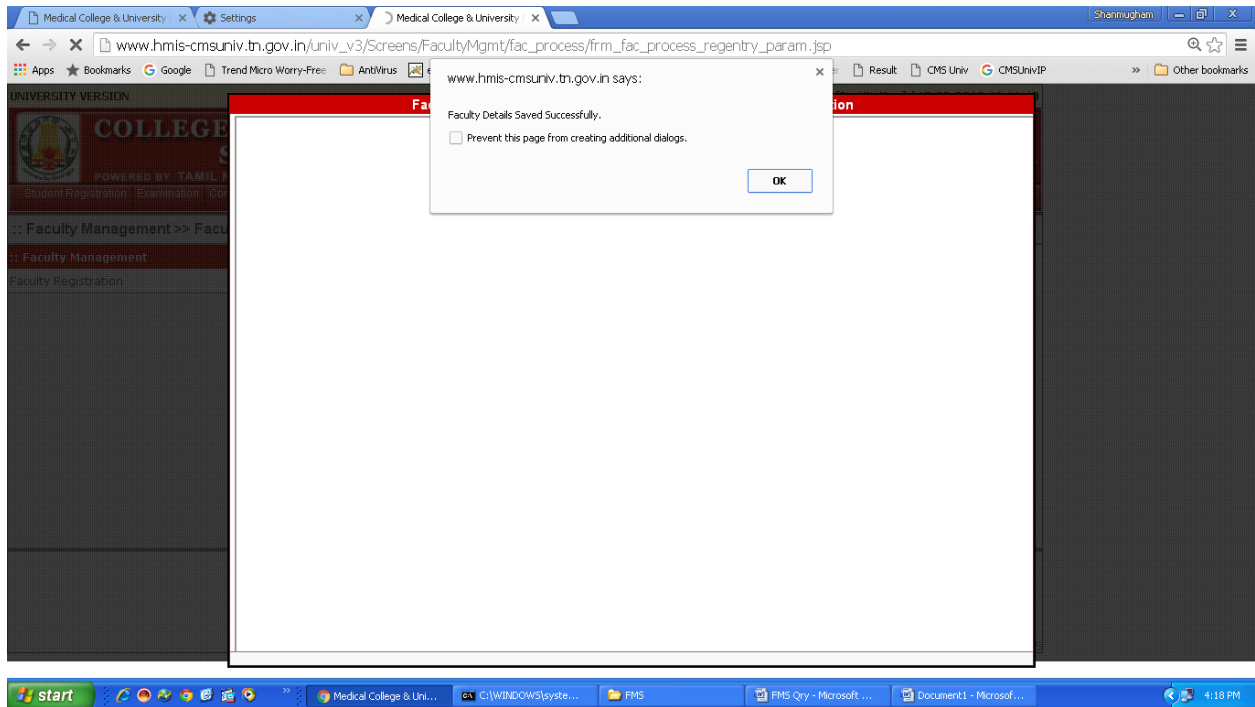 Medical College & University
Settings
Medical College & University
Shanmugham
www.hmis-cmsuniv.tn.gov.in/univ_v3/Screens/FacultyMgmt/fac_process/frm_fac_process_regentry_param.jsp
Apps
Bookmarks
Google
Trend Micro Worry-Free
AntiVirus
Result
CMS Univ
CMSUnivIP
»
Other bookmarks
www.hmis-cmsuniv.tn.gov.in says:
Faculty Details Saved Successfully.
Prevent this page from creating additional dialogs.
OK
UNIVERSITY VERSION
COLLEGE
POWERED BY TAMIL
Student Registration Examination
:: Faculty Management >>
:: Faculty Management
Faculty Registration
start
Medical College & Uni...
C:\WINDOWS\syste...
FMS
FMS Qry - Microsoft ...
Document1 - Microsof...
4:18 PM